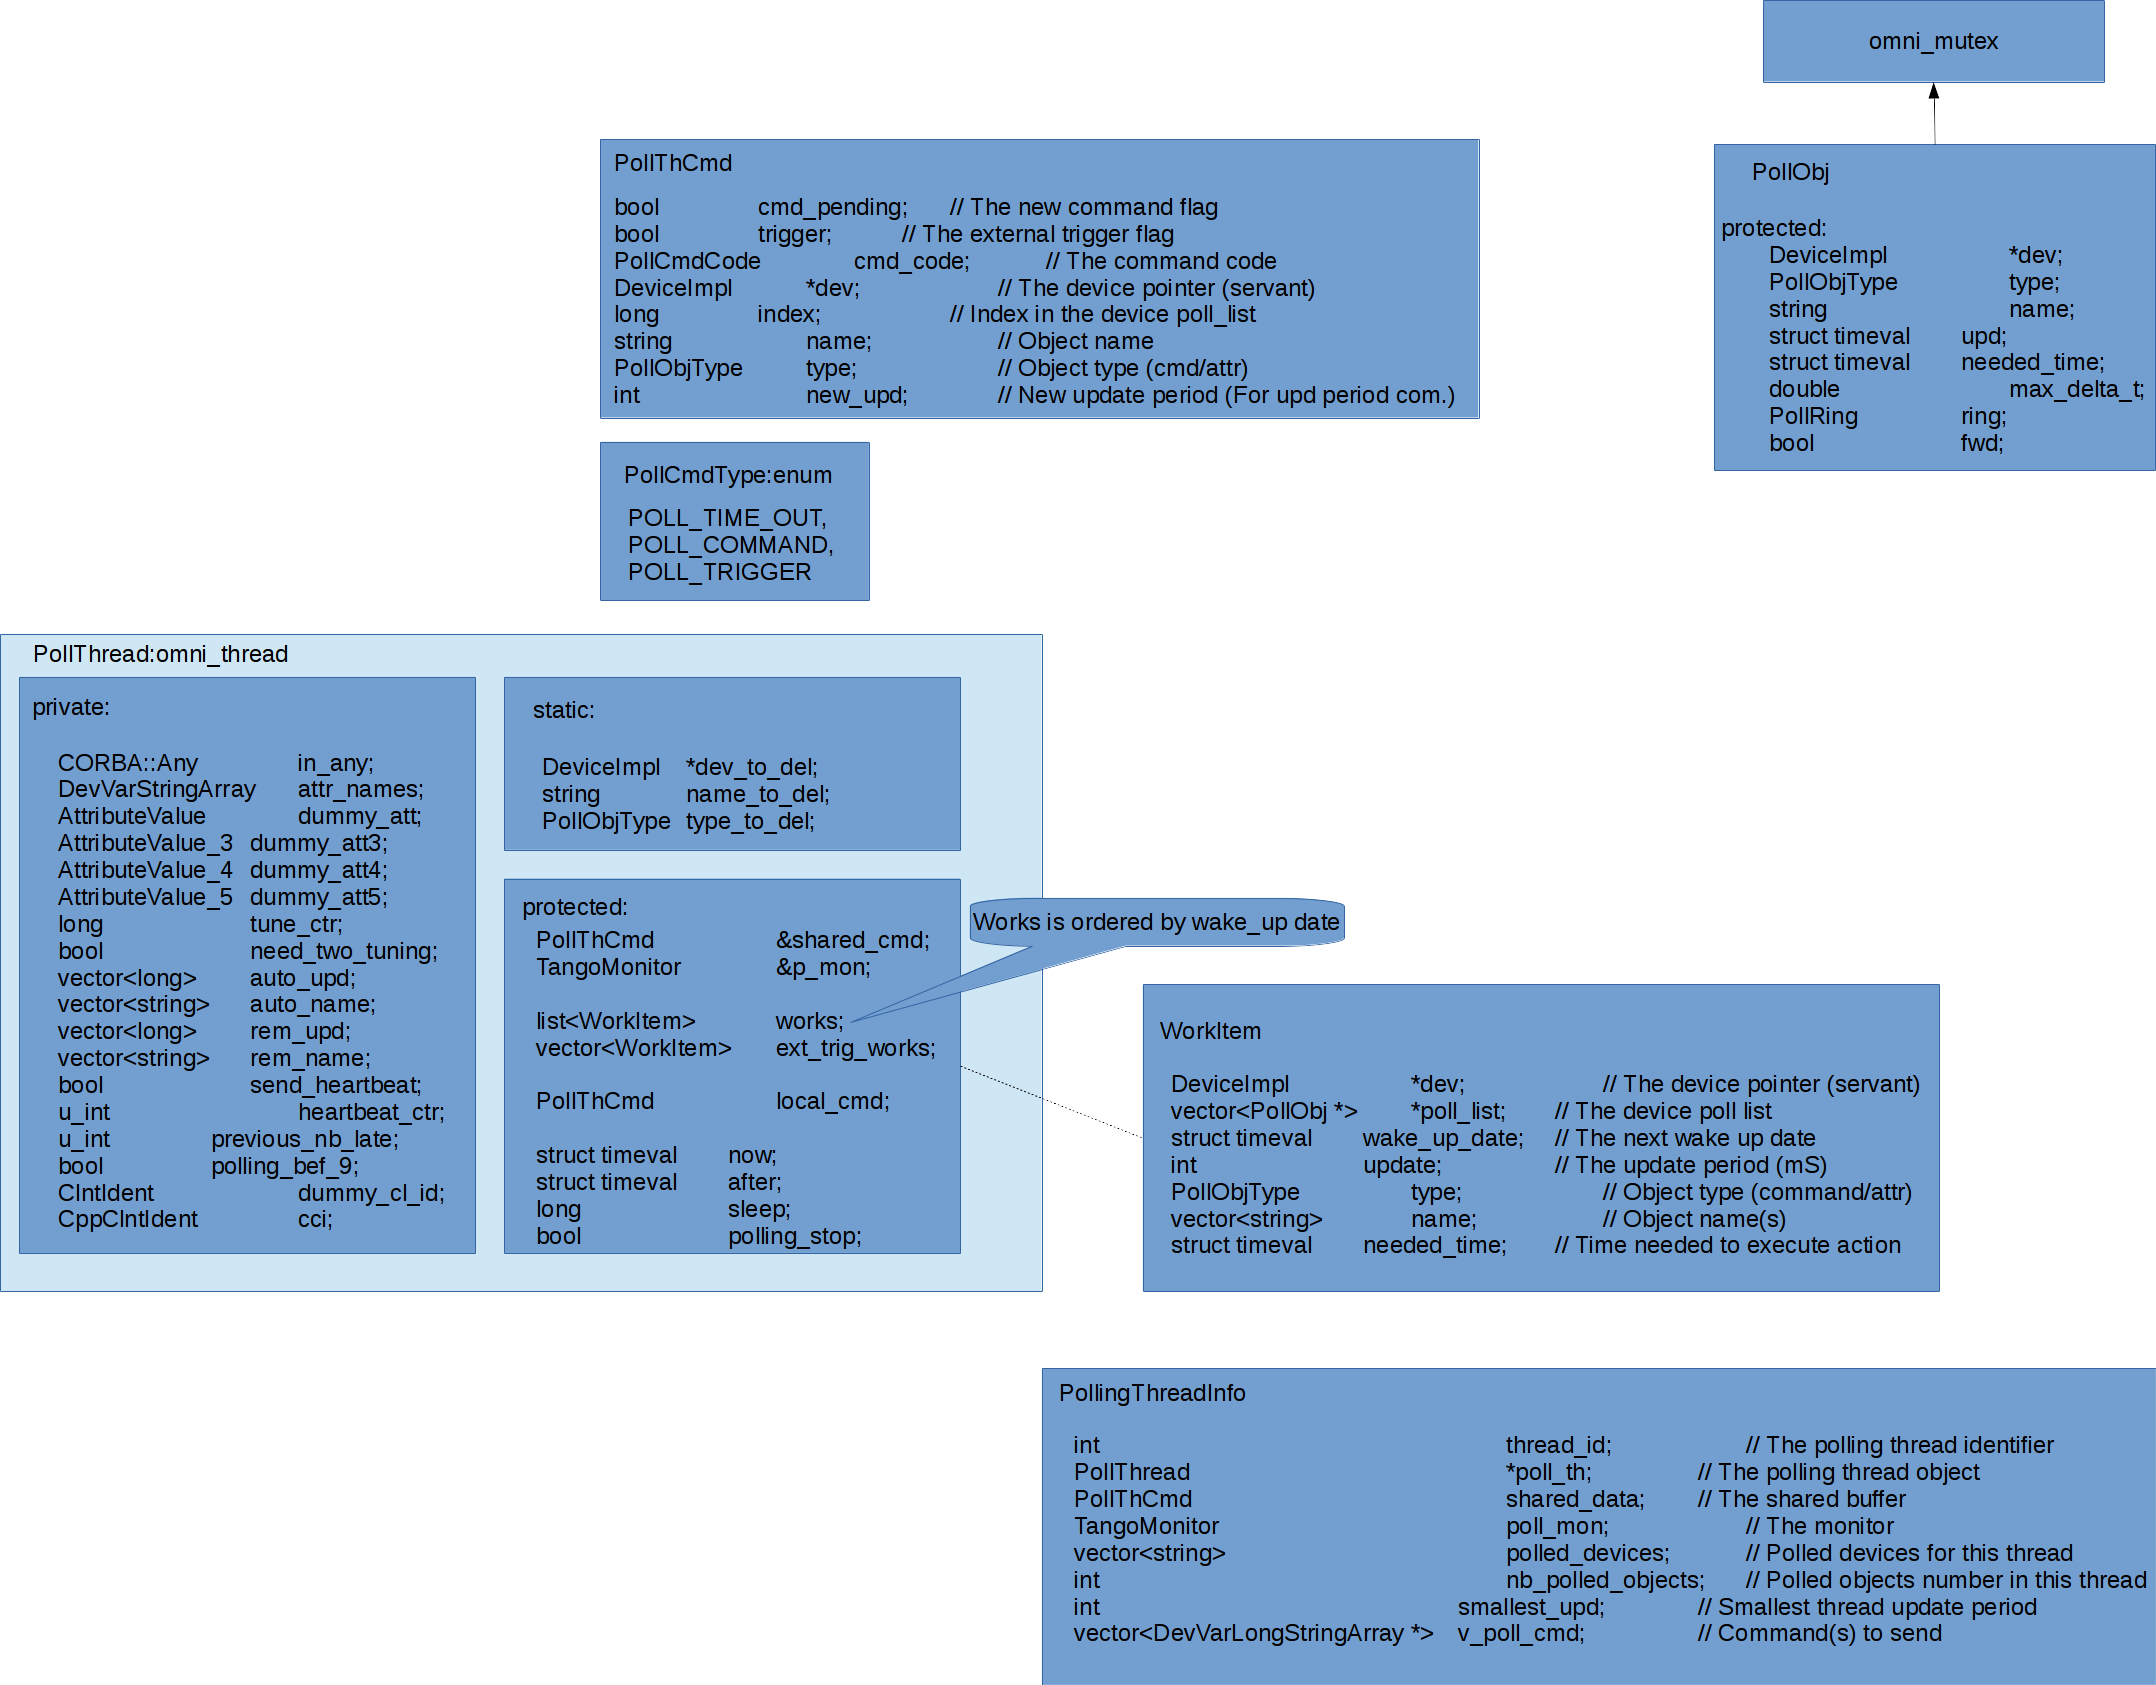 omni_mutex
PollThCmd
bool cmd_pending; // The new command flag
bool trigger; // The external trigger flag
PollCmdCode cmd_code; // The command code
DeviceImpl *dev; // The device pointer (servant)
long index; // Index in the device poll_list
string name; // Object name
PollObjType type; // Object type (cmd/attr)
int new_upd; // New update period (For upd period com.)
PollObj
protected:
DeviceImpl *dev;
PollObjType type;
string name;
struct timeval upd;
struct timeval needed_time;
double max_delta_t;
PollRing ring;
bool fwd;
PollCmdType:enum
POLL_TIME_OUT,
POLL_COMMAND,
POLL_TRIGGER
PollThread:omni_thread
private:
CORBA::Any in_any;
DevVarStringArray attr_names;
AttributeValue dummy_att;
AttributeValue_3 dummy_att3;
AttributeValue_4 dummy_att4;
AttributeValue_5 dummy_att5;
long tune_ctr;
bool need_two_tuning;
vector<long> auto_upd;
vector<string> auto_name;
vector<long> rem_upd;
vector<string> rem_name;
bool send_heartbeat;
u_int heartbeat_ctr;
u_int previous_nb_late;
bool polling_bef_9;
ClntIdent dummy_cl_id;
CppClntIdent cci;
static:
DeviceImpl *dev_to_del;
string name_to_del;
PollObjType type_to_del;
protected:
PollThCmd &shared_cmd;
TangoMonitor &p_mon;
list<WorkItem> works;
vector<WorkItem> ext_trig_works;
PollThCmd local_cmd;
struct timeval now;
struct timeval after;
long sleep;
bool polling_stop;
Works is ordered by wake_up date
WorkItem
DeviceImpl *dev; // The device pointer (servant)
vector<PollObj *> *poll_list; // The device poll list
struct timeval wake_up_date; // The next wake up date
int update; // The update period (mS)
PollObjType type; // Object type (command/attr)
vector<string> name; // Object name(s)
struct timeval needed_time; // Time needed to execute action
PollingThreadInfo
int thread_id; // The polling thread identifier
PollThread *poll_th; // The polling thread object
PollThCmd shared_data; // The shared buffer
TangoMonitor poll_mon; // The monitor
vector<string> polled_devices; // Polled devices for this thread
int nb_polled_objects; // Polled objects number in this thread
int smallest_upd; // Smallest thread update period
vector<DevVarLongStringArray *> v_poll_cmd; // Command(s) to send